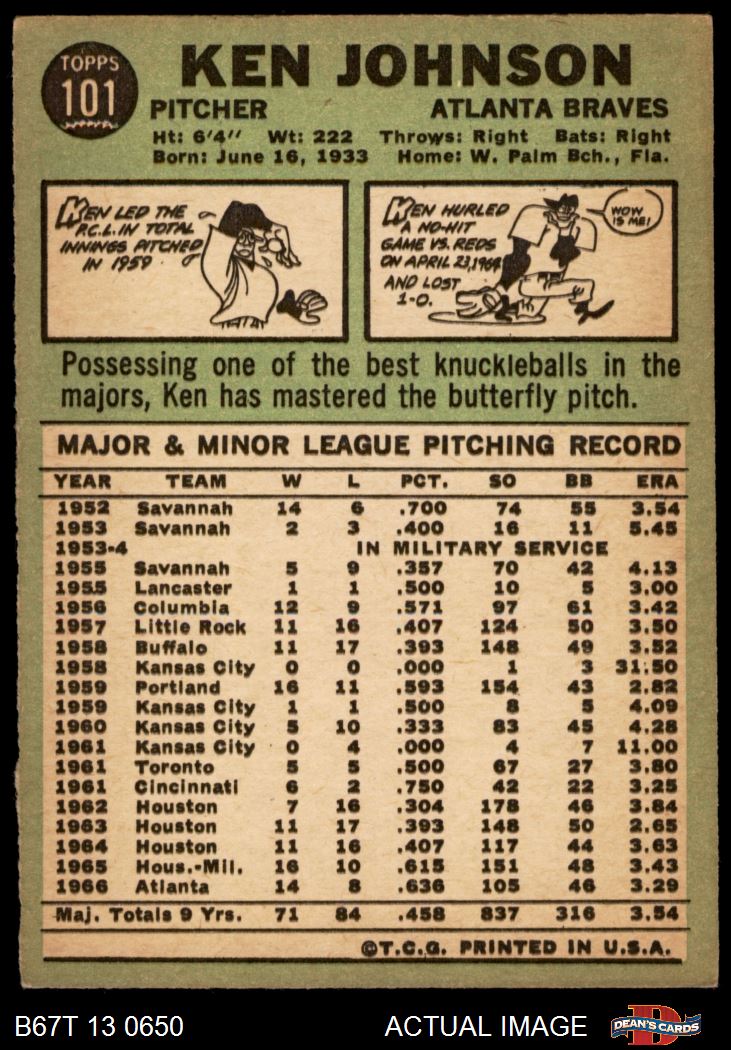 TOPPS
101
KEN JOHNSON
PITCHER ATLANTA BRAVES
Ht: 6'4" Wt: 222 Throws: Right Bats: Right
Born: June 16, 1933 Home: W. Palm Bch., Fla.
KEN LED THE
P.C.L. IN TOTAL
INNINGS PITCHED
IN 1959
KEN HURLED
A NO-HIT
GAME VS. REDS
ON APRIL 23, 1964
AND LOST
1-0.
WOW
IS ME!
Possessing one of the best knuckleballs in the
majors, Ken has mastered the butterfly pitch.
MAJOR & MINOR LEAGUE PITCHING RECORD
YEAR TEAM W L PCT. SO BB ERA
1952 Savannah 14 6 .700 74 55 3.54
1953 Savannah 2 3 .400 16 11 5.45
1953-4 IN MILITARY SERVICE
1955 Savannah 5 9 .357 70 42 4.13
1955 Lancaster 1 1 .500 10 5 3.00
1956 Columbia 12 9 .571 97 61 3.42
1957 Little Rock 11 16 .407 124 50 3.50
1958 Buffalo 11 17 .393 148 49 3.52
1958 Kansas City 0 0 .000 1 3 31.50
1959 Portland 16 11 .593 154 43 2.82
1959 Kansas City 1 1 .500 8 5 4.09
1960 Kansas City 5 10 .333 83 45 4.28
1961 Kansas City 0 4 .000 4 7 11.00
1961 Toronto 5 5 .500 67 27 3.80
1961 Cincinnati 6 2 .750 42 22 3.25
1962 Houston 7 16 .304 178 46 3.84
1963 Houston 11 17 .393 148 50 2.65
1964 Houston 11 16 .407 117 44 3.63
1965 Hous.-Mil. 16 10 .615 151 48 3.43
1966 Atlanta 14 8 .636 105 46 3.29
Maj. Totals 9 Yrs. 71 84 .458 837 316 3.54
©T.C.G. PRINTED IN U.S.A.
B67T 13 0650 ACTUAL IMAGE
D
DEAN'S CARDS